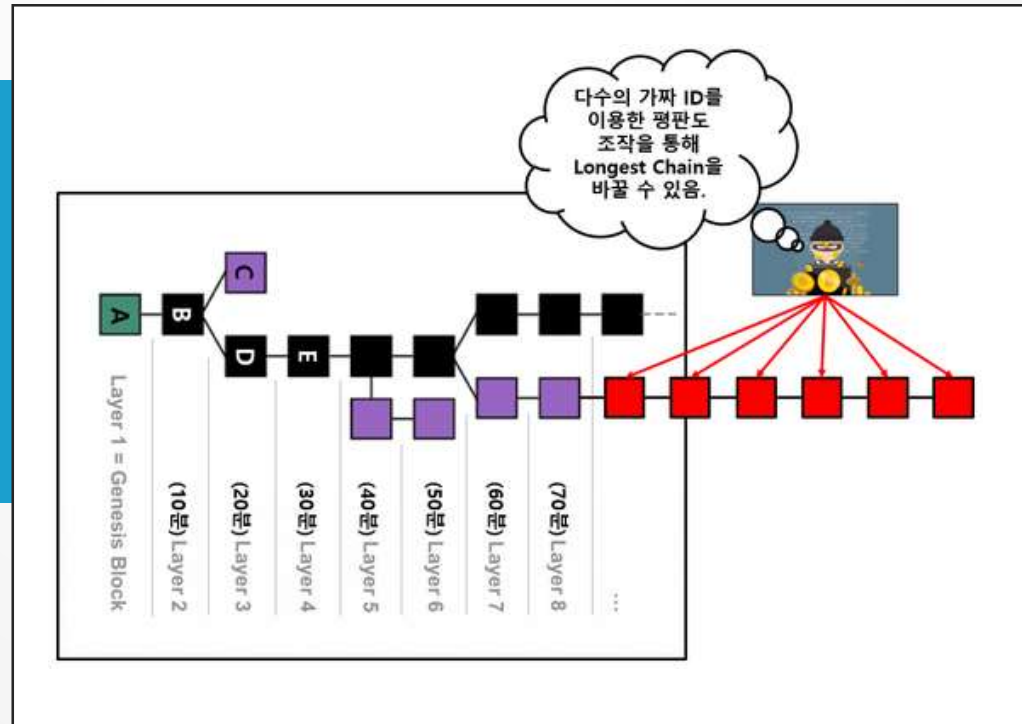 다수의 가짜 ID를
이용한 평판도
조작을 통해
Longest Chain을
바꿀 수 있음.
C
A
B
D
E
Layer 1 = Genesis Block
(10분) Layer 2
(20분) Layer 3
(30분) Layer 4
(40분) Layer 5
(50분) Layer 6
(60분) Layer 7
(70분) Layer 8
...